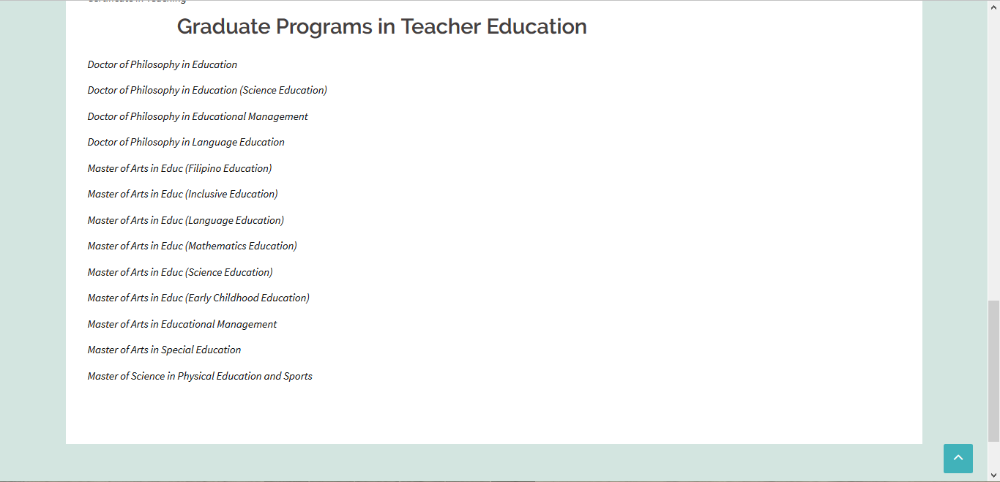 Certificate in Teaching
Graduate Programs in Teacher Education
Doctor of Philosophy in Education
Doctor of Philosophy in Education (Science Education)
Doctor of Philosophy in Educational Management
Doctor of Philosophy in Language Education
Master of Arts in Educ (Filipino Education)
Master of Arts in Educ (Inclusive Education)
Master of Arts in Educ (Language Education)
Master of Arts in Educ (Mathematics Education)
Master of Arts in Educ (Science Education)
Master of Arts in Educ (Early Childhood Education)
Master of Arts in Educational Management
Master of Arts in Special Education
Master of Science in Physical Education and Sports